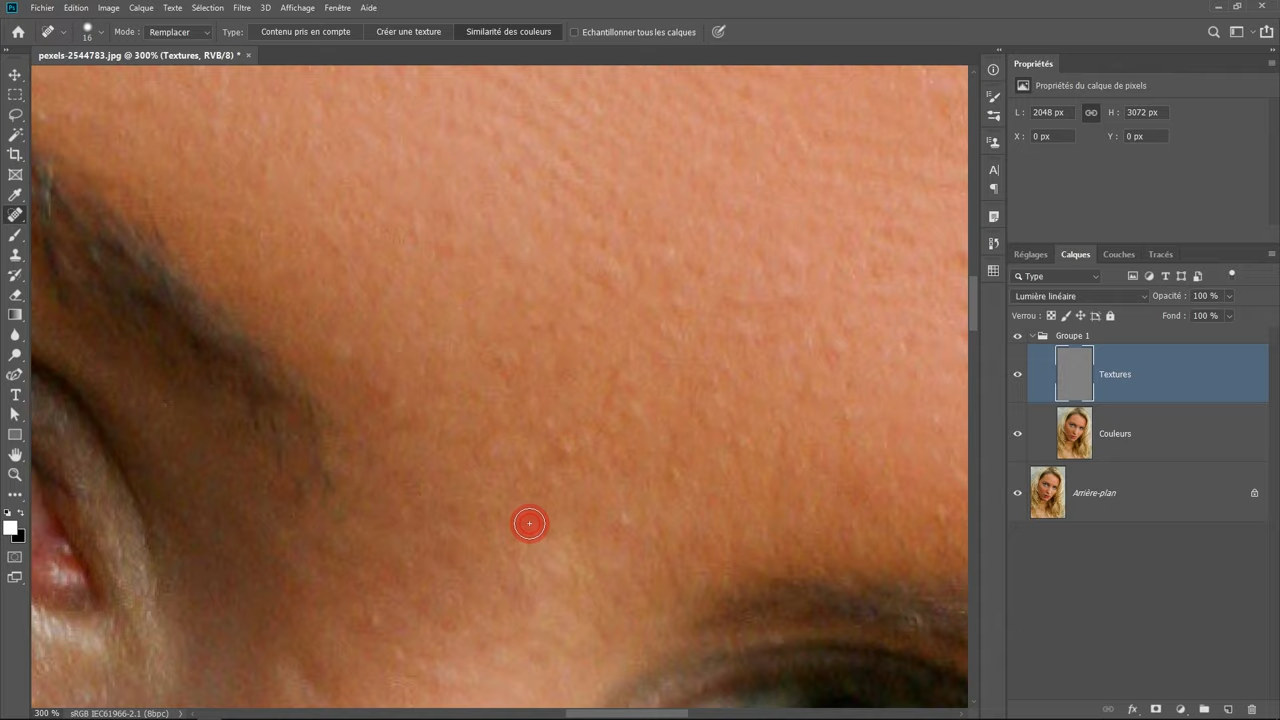 Ps Fichier Edition Image Calque Texte Sélection Filtre 3D Affichage Fenêtre Aide
16 Mode : Remplacer Type : Contenu pris en compte Créer une texture Similarité des couleurs Echantillonner tous les calques
pexels-2544783.jpg @ 300% (Textures, RVB/8) * ×
Propriétés
Propriétés du calque de pixels
L : 2048 px H : 3072 px
X : 0 px Y : 0 px
Réglages Calques Couches Tracés
Type
Lumière linéaire Opacité : 100 %
Verrou : Fond : 100 %
Groupe 1
Textures
Couleurs
Arrière-plan
300 % sRGB IEC61966-2.1 (8bpc)